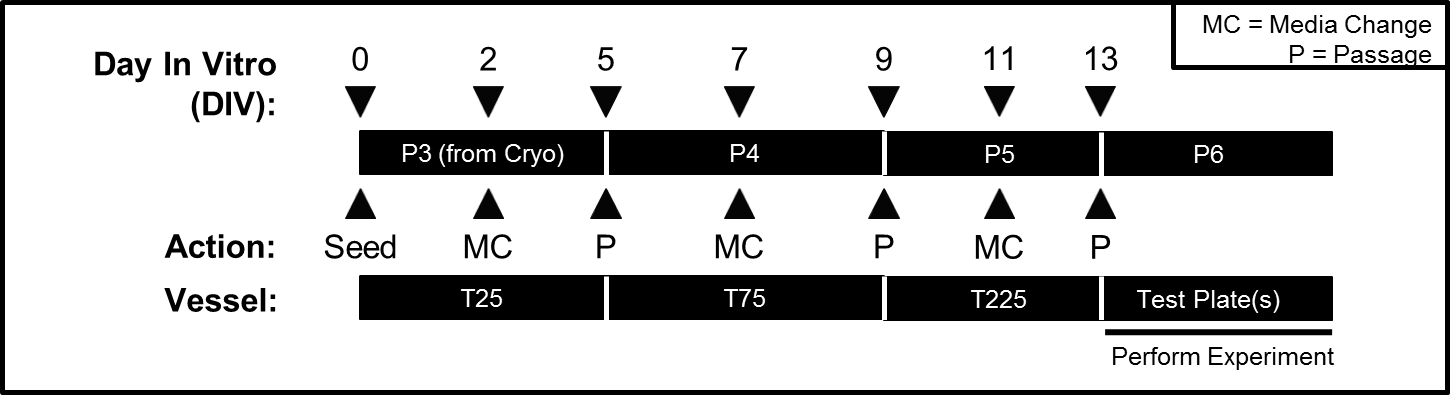 MC = Media Change
P = Passage
Day In Vitro
(DIV):
0 2 5 7 9 11 13
P3 (from Cryo) P4 P5 P6
Action: Seed MC P MC P MC P
Vessel: T25 T75 T225 Test Plate(s)
Perform Experiment